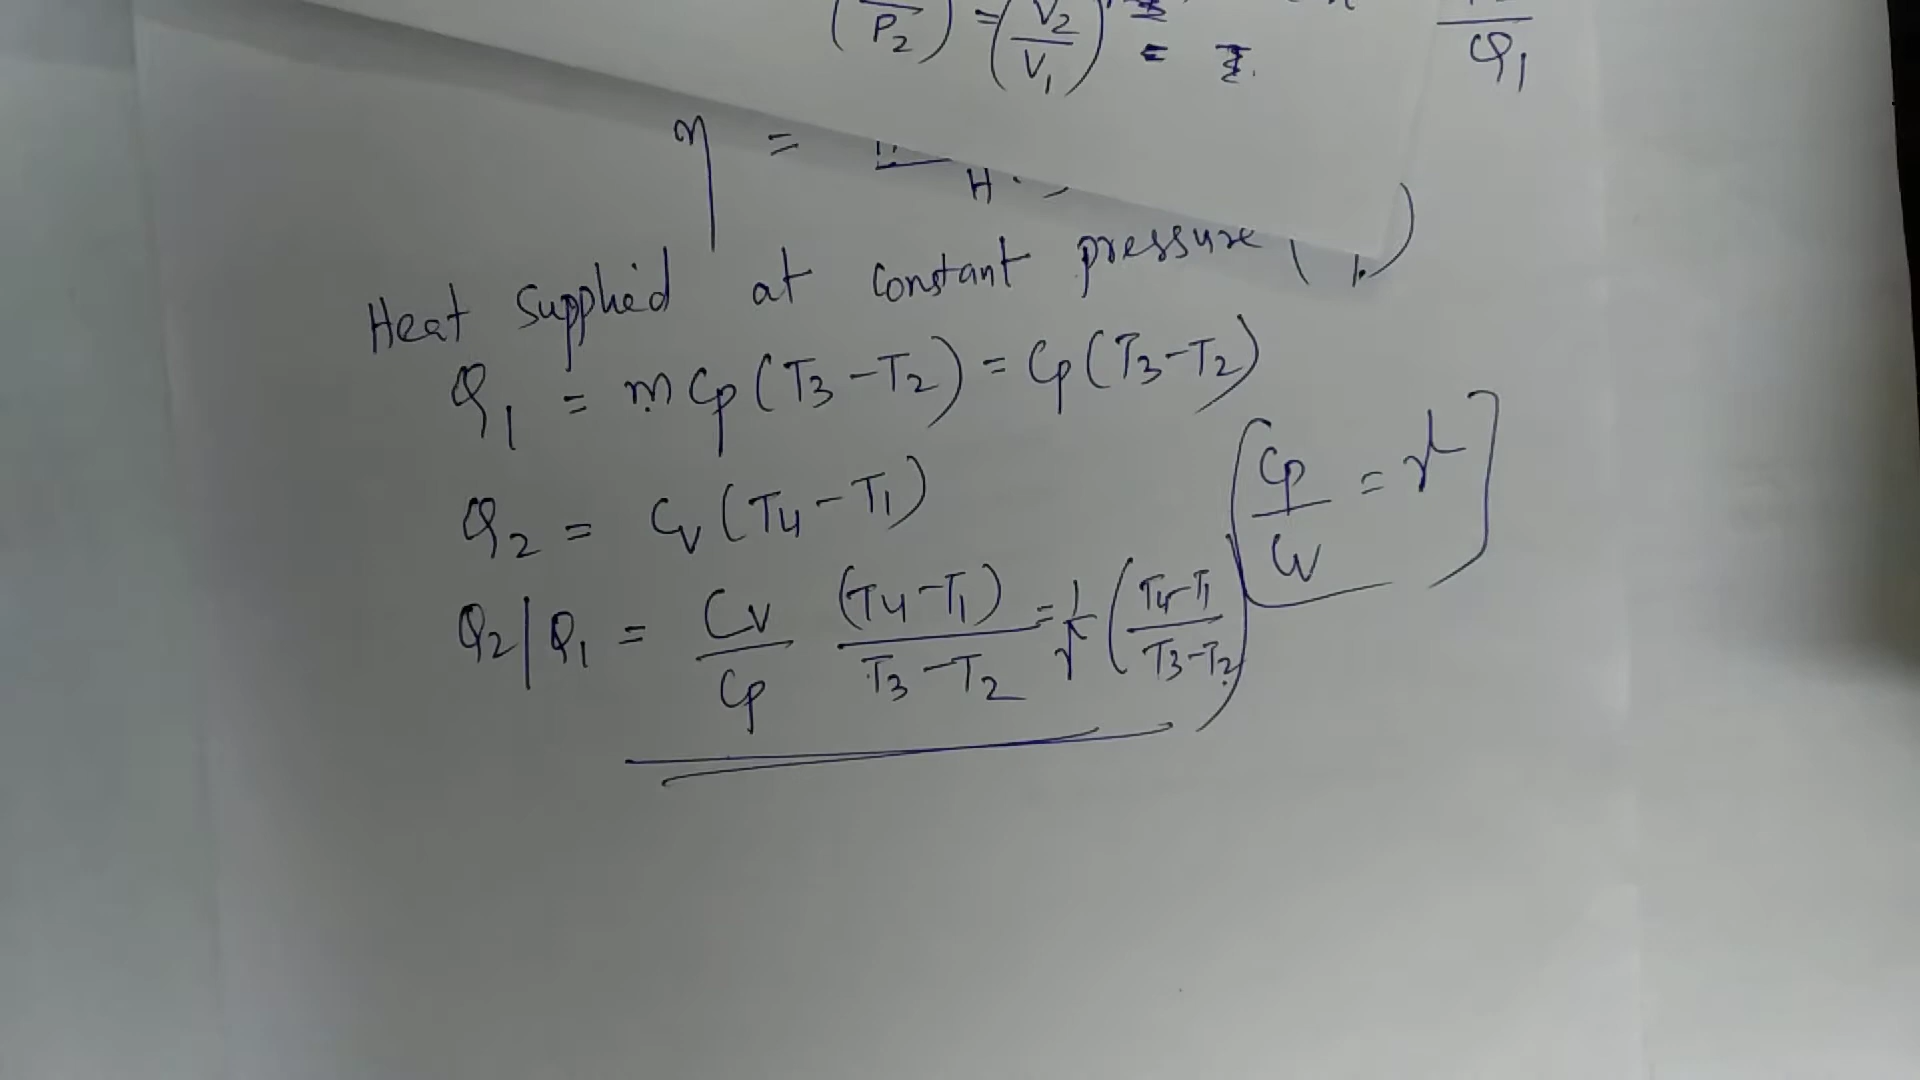 P2 ) = ( V2 / V1 ) =
Q1
η =
H.
Heat supplied at constant pressure ( )
Q1 = m Cp (T3 - T2) = Cp (T3 - T2)
Q2 = Cv (T4 - T1)
[ Cp / Cv = γ ]
Q2 / Q1 = Cv / Cp (T4 - T1) / T3 - T2 = 1 / γ ( T4 - T1 / T3 - T2 )